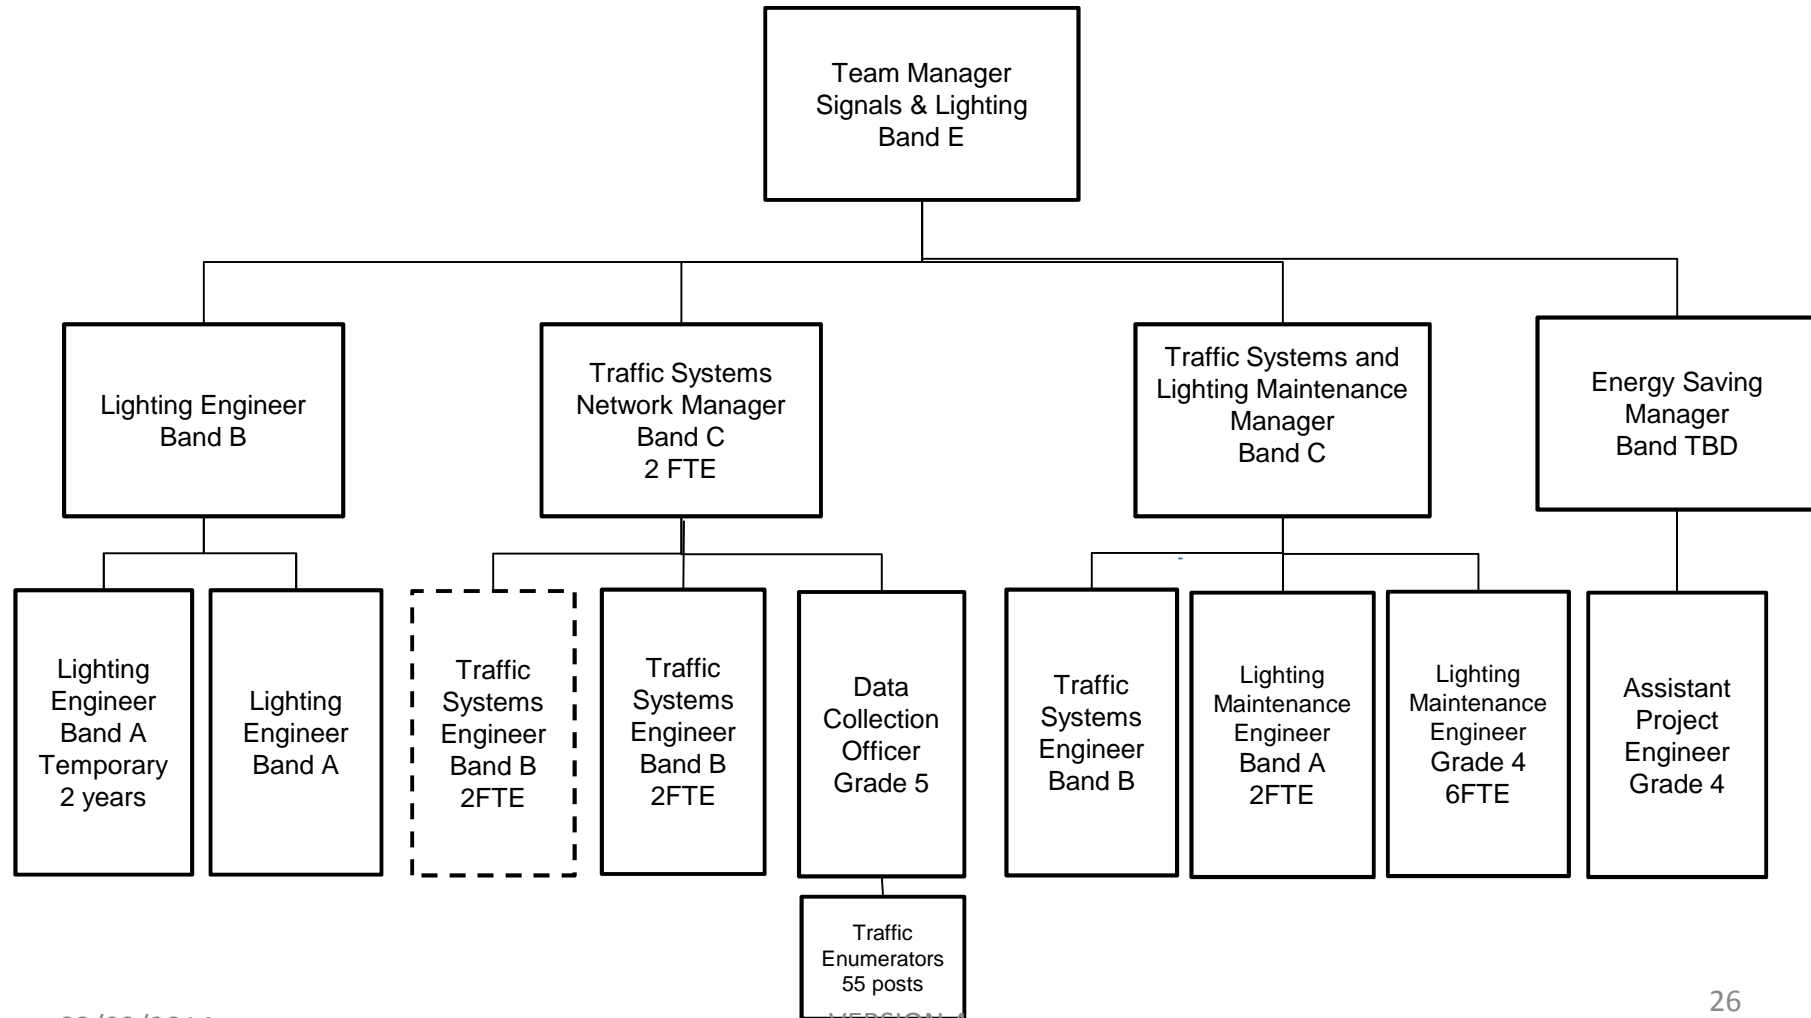 Team Manager
Signals & Lighting
Band E
Lighting Engineer
Band B
Traffic Systems
Network Manager
Band C
2 FTE
Traffic Systems and
Lighting Maintenance
Manager
Band C
Energy Saving
Manager
Band TBD
Lighting
Engineer
Band A
Temporary
2 years
Lighting
Engineer
Band A
Traffic
Systems
Engineer
Band B
2FTE
Traffic
Systems
Engineer
Band B
2FTE
Data
Collection
Officer
Grade 5
Traffic
Systems
Engineer
Band B
Lighting
Maintenance
Engineer
Band A
2FTE
Lighting
Maintenance
Engineer
Grade 4
6FTE
Assistant
Project
Engineer
Grade 4
Traffic
Enumerators
55 posts
VERSION
26